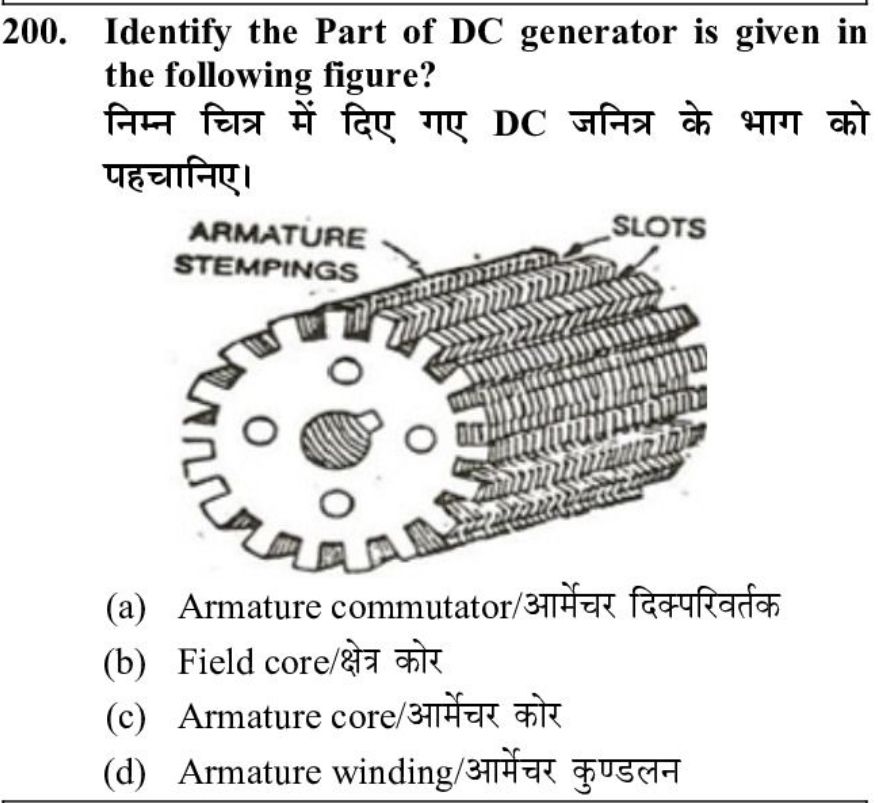 200. Identify the Part of DC generator is given in
the following figure?
निम्न चित्र में दिए गए DC जनित्र के भाग को
पहचानिए।
ARMATURE
STEMPINGS
SLOTS
(a) Armature commutator/आर्मेचर दिक्परिवर्तक
(b) Field core/क्षेत्र कोर
(c) Armature core/आर्मेचर कोर
(d) Armature winding/आर्मेचर कुण्डलन